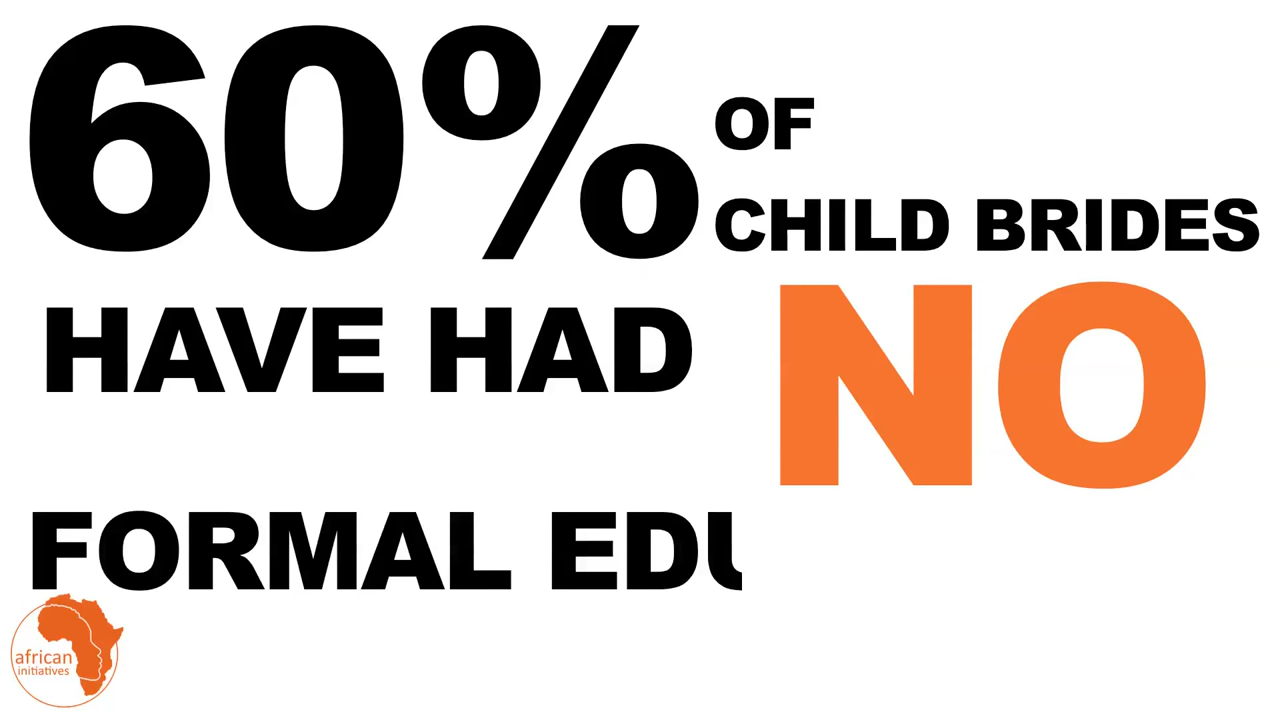 60% OF
CHILD BRIDES
HAVE HAD NO
FORMAL ED
african
initiatives